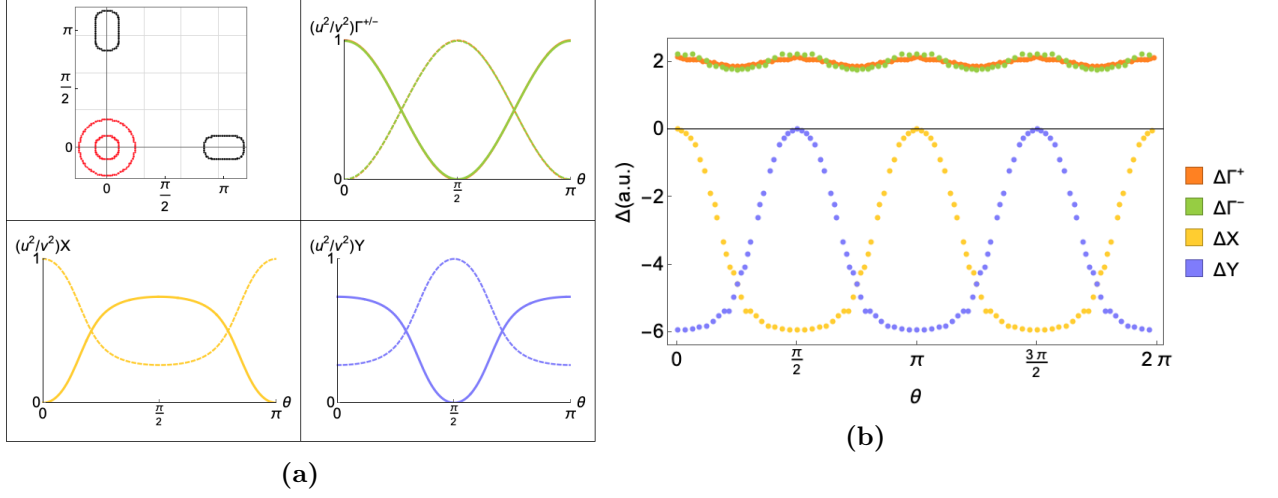 π
π/2
0
0
π/2
π
(u²/v²)Γ⁺ᐟ⁻
1
0
0
π/2
π
θ
(u²/v²)X
1
0
0
π/2
π
θ
(u²/v²)Y
1
0
0
π/2
π
θ
(a)
Δ(a.u.)
2
0
−2
−4
−6
0
π/2
π
3π/2
2 π
θ
ΔΓ⁺
ΔΓ⁻
ΔX
ΔY
(b)